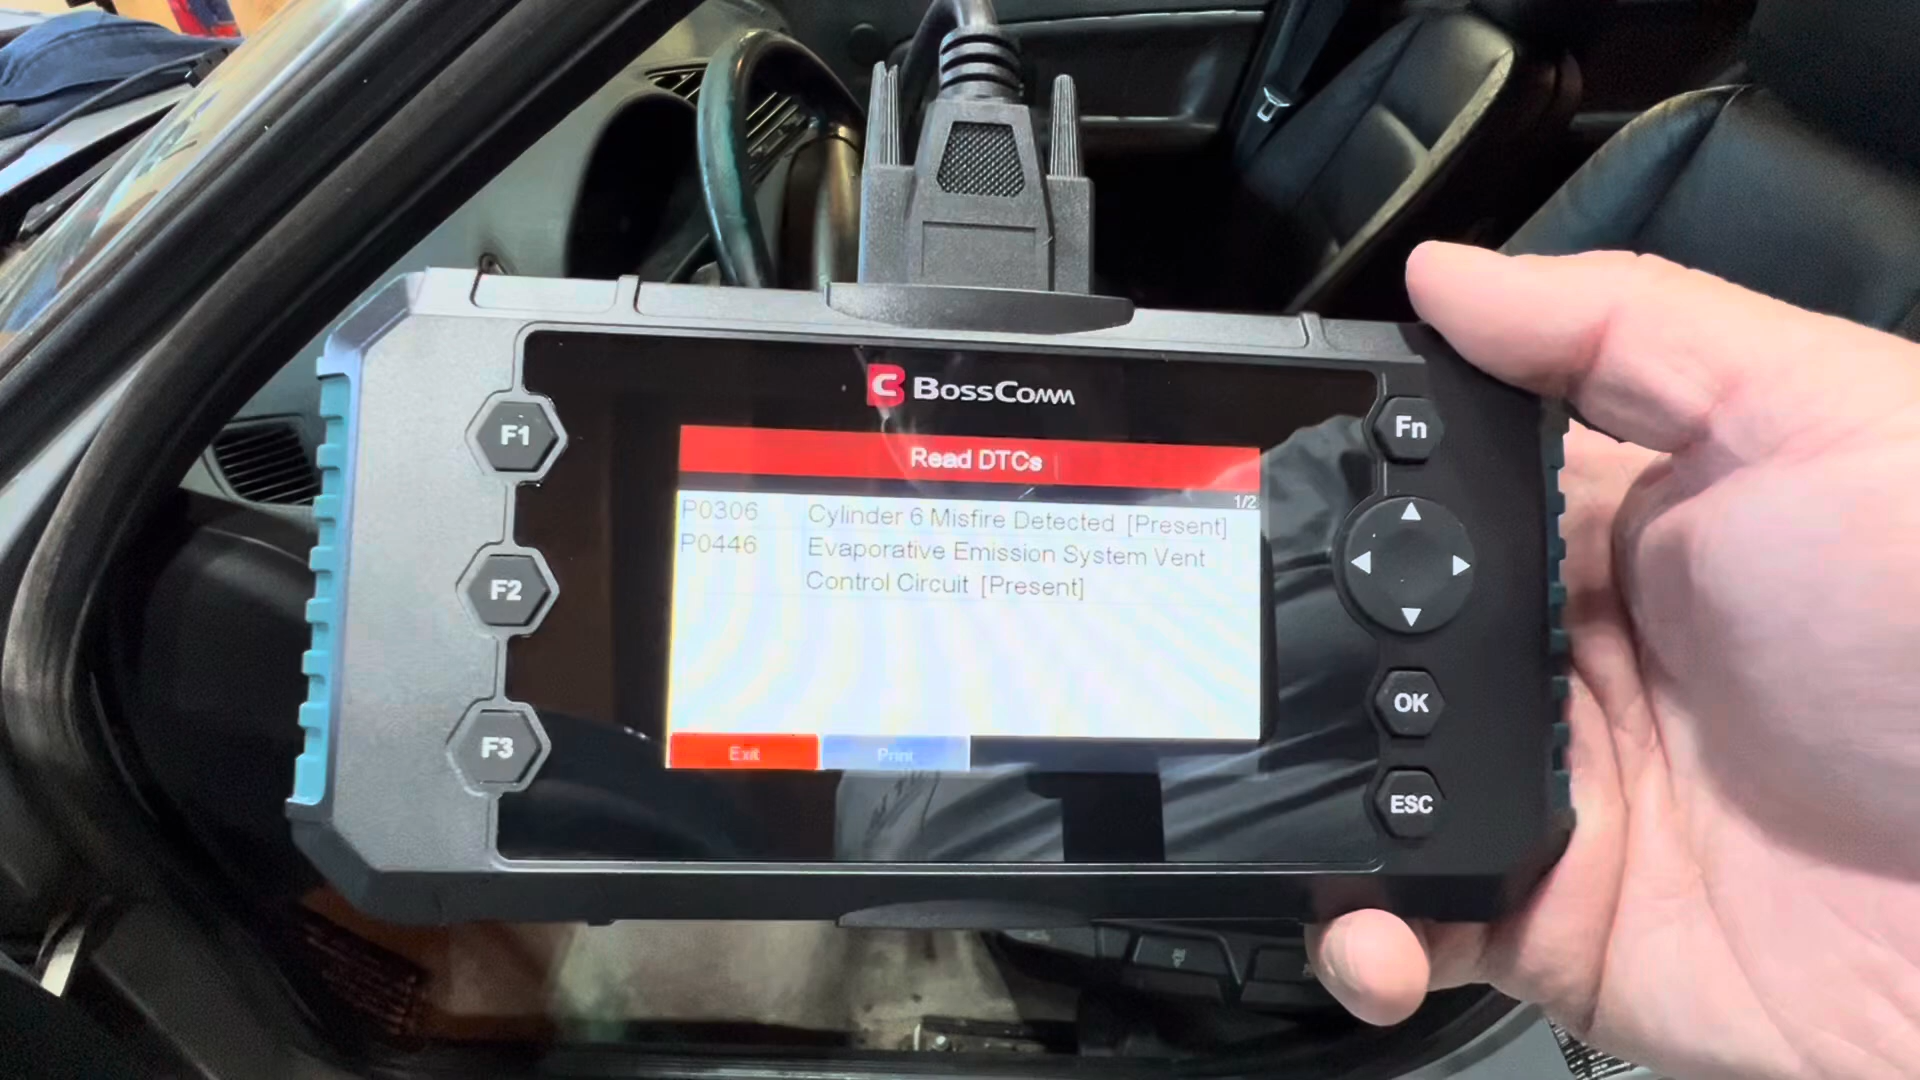 C BossComm
Read DTCs
1/2
P0306 Cylinder 6 Misfire Detected [Present]
P0446 Evaporative Emission System Vent
Control Circuit [Present]
Exit Print
F1
F2
F3
Fn
OK
ESC